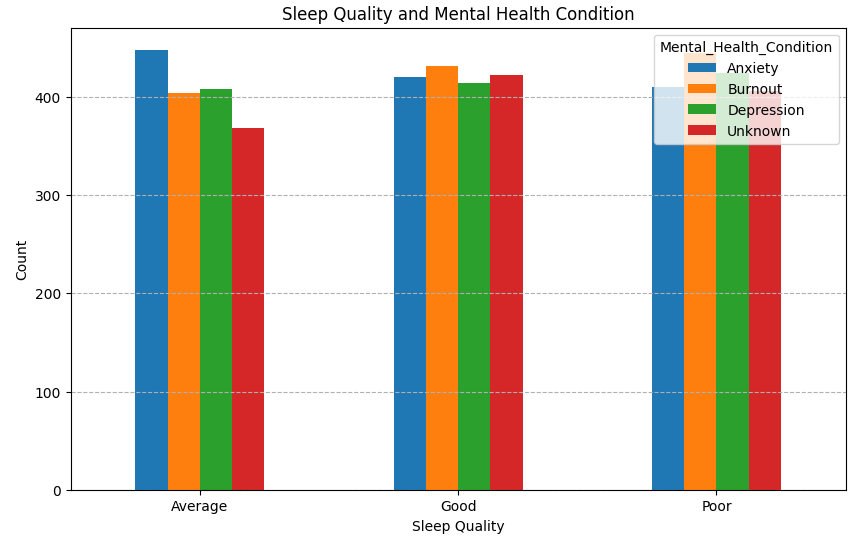 Sleep Quality and Mental Health Condition
Mental_Health_Condition
Anxiety
Burnout
Depression
Unknown
Count
400
300
200
100
0
Average Good Poor
Sleep Quality